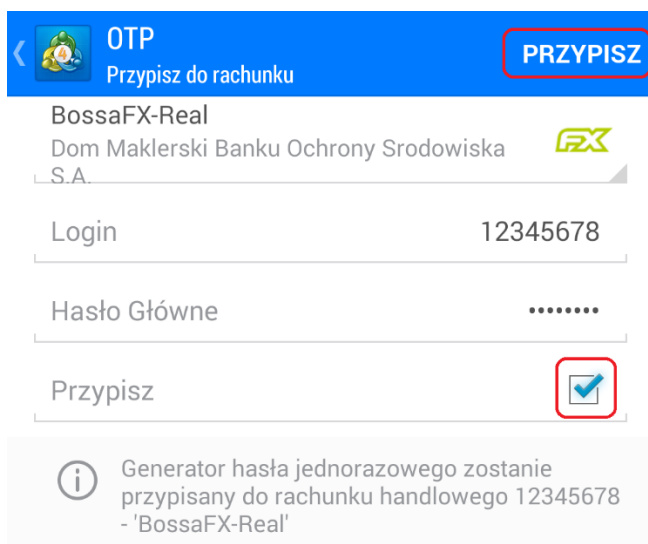 OTP
Przypisz do rachunku
PRZYPISZ
4
BossaFX-Real
Dom Maklerski Banku Ochrony Srodowiska
S.A.
FX
Login
12345678
Hasło Główne
••••••••
Przypisz
Generator hasła jednorazowego zostanie
przypisany do rachunku handlowego 12345678
- 'BossaFX-Real'